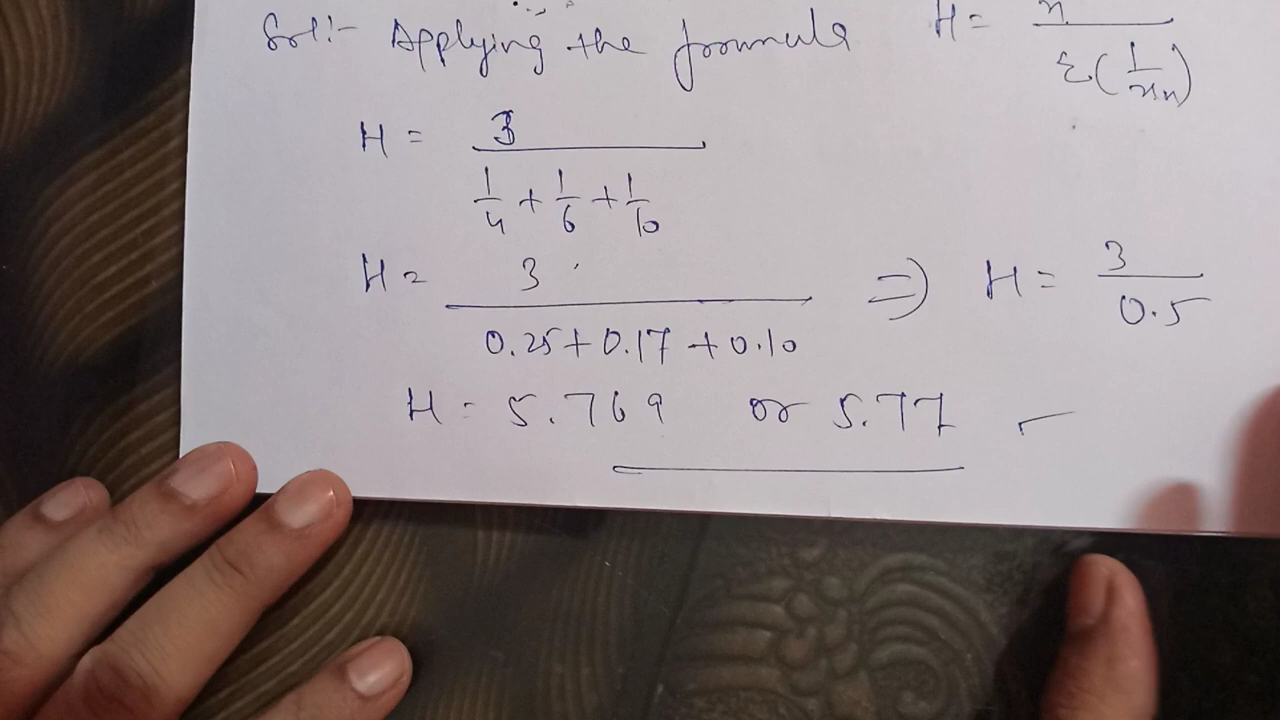 Sol:- Applying the formula H = n / Σ(1/xn)
H = 3 / 1/4 + 1/6 + 1/10
H = 3 / 0.25 + 0.17 + 0.10 => H = 3 / 0.5
H = 5.769 or 5.77